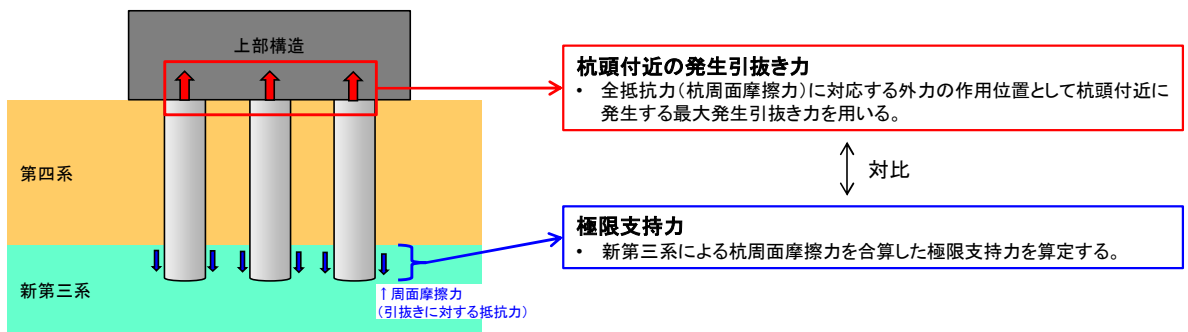 上部構造
第四系
新第三系
↑周面摩擦力
(引抜きに対する抵抗力)
杭頭付近の発生引抜き力
• 全抵抗力(杭周面摩擦力)に対応する外力の作用位置として杭頭付近に
発生する最大発生引抜き力を用いる。
対比
極限支持力
• 新第三系による杭周面摩擦力を合算した極限支持力を算定する。